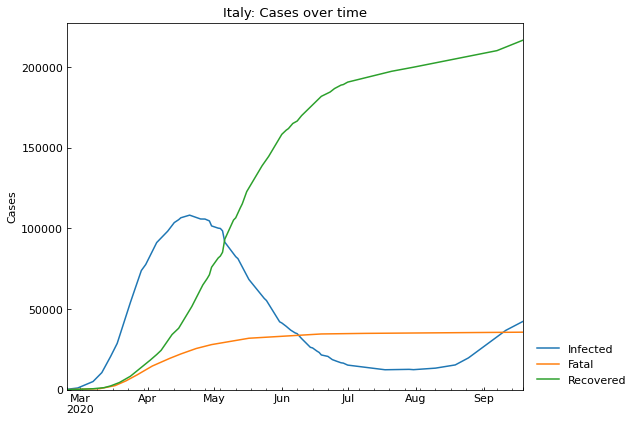 Italy: Cases over time
Cases
200000
150000
100000
50000
0
Mar
2020
Apr
May
Jun
Jul
Aug
Sep
Infected
Fatal
Recovered